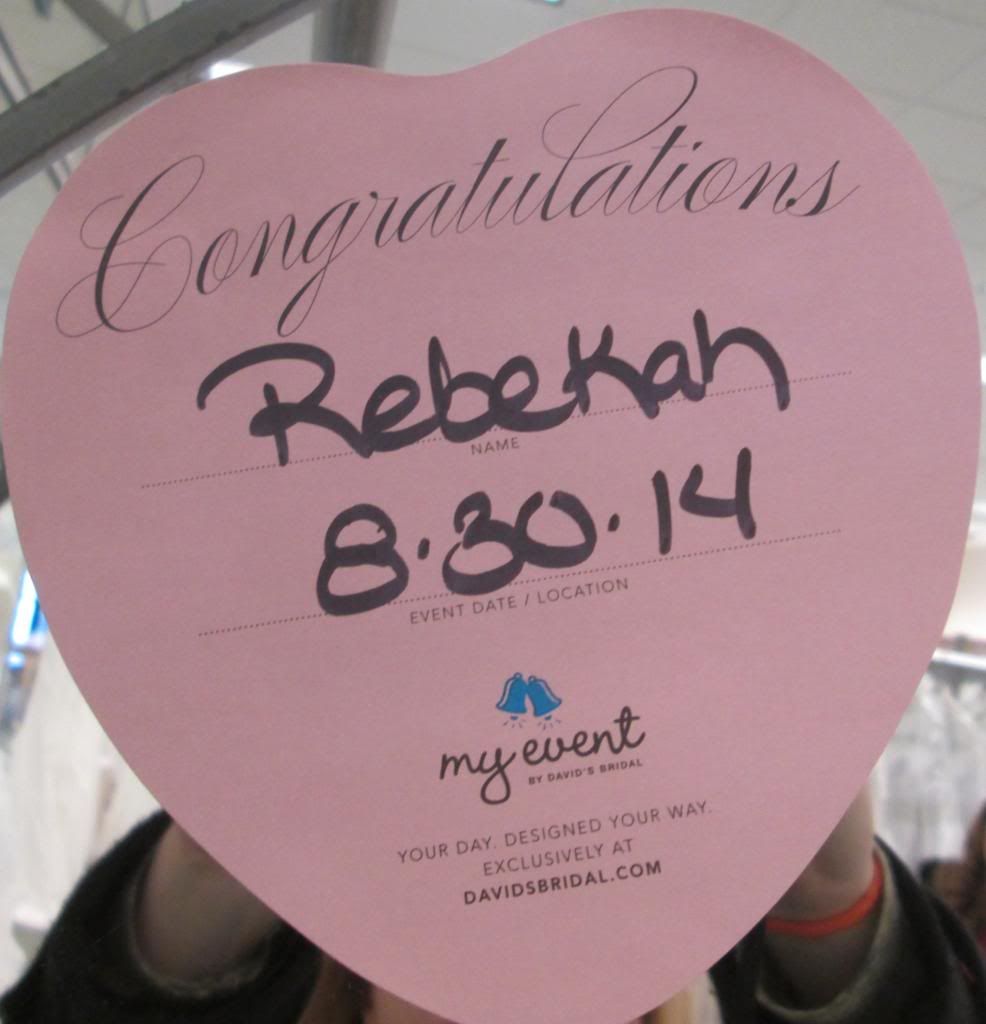 Congratulations
Rebekah
NAME
8.30.14
EVENT DATE / LOCATION
my event
BY DAVID'S BRIDAL
YOUR DAY. DESIGNED YOUR WAY.
EXCLUSIVELY AT
DAVIDSBRIDAL.COM